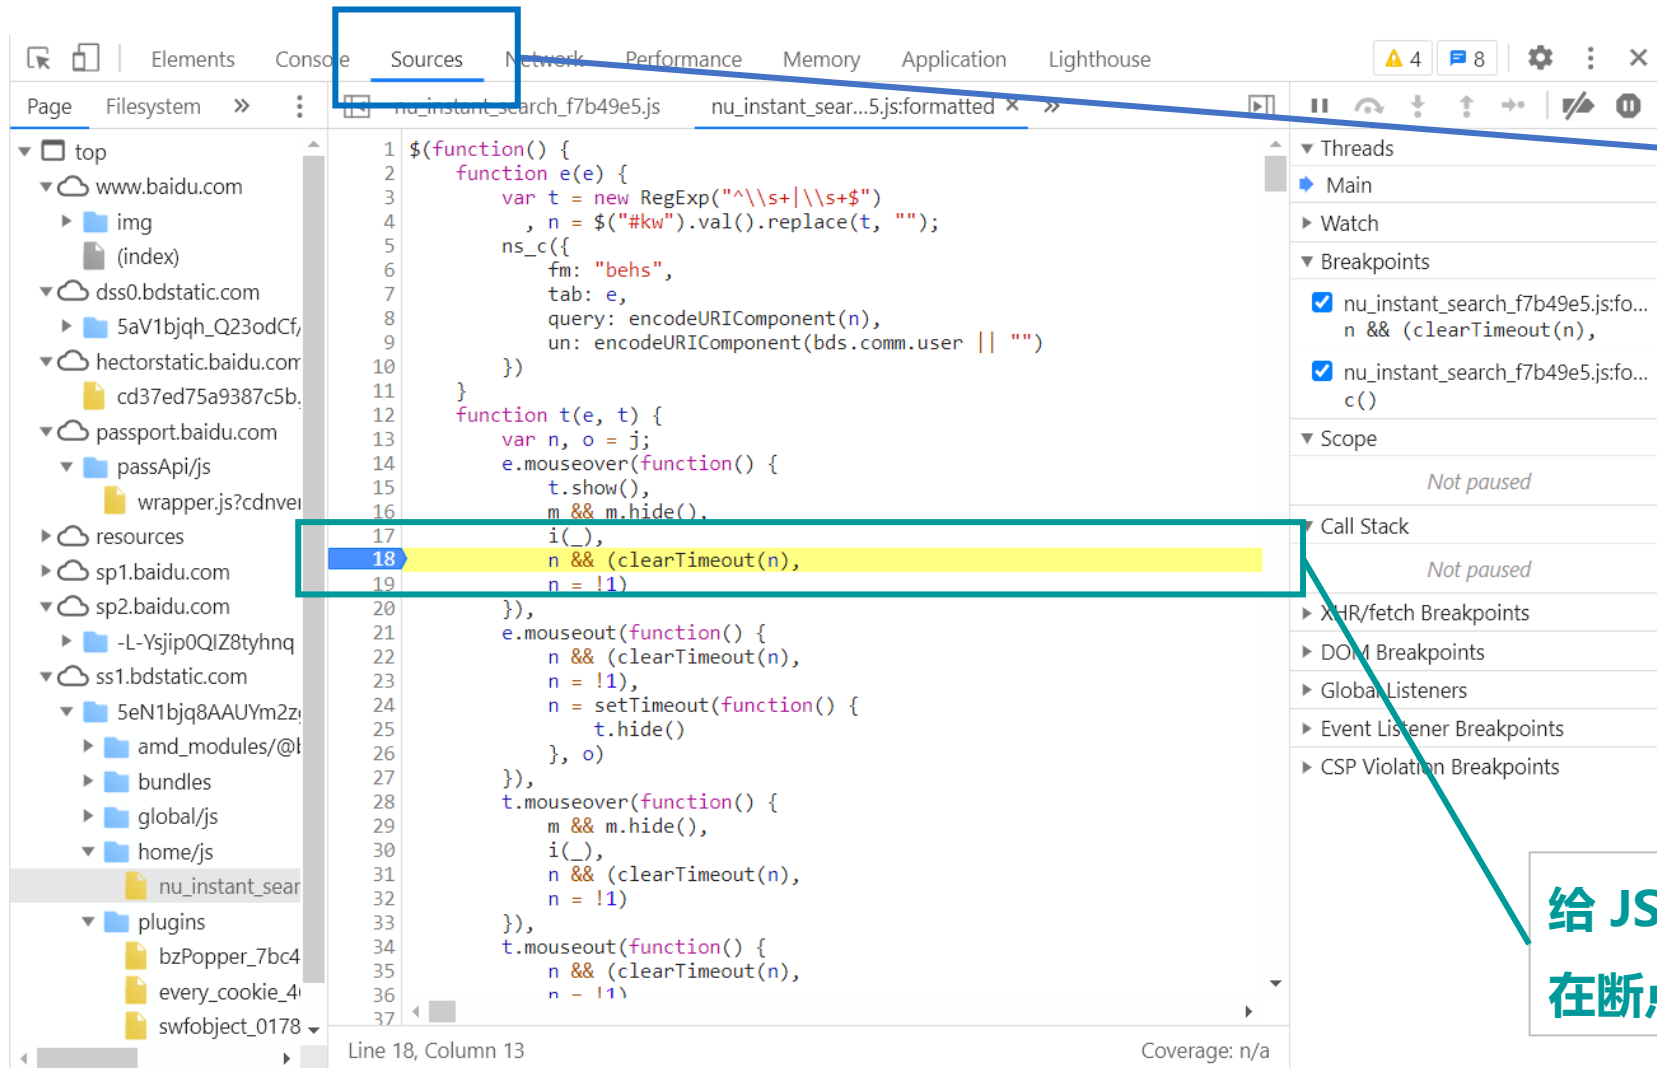 Elements Console Sources Network Performance Memory Application Lighthouse 4 8
Page Filesystem » nu_instant_search_f7b49e5.js nu_instant_sear...5.js:formatted × »
top
www.baidu.com
img
(index)
dss0.bdstatic.com
5aV1bjqh_Q23odCf/
hectorstatic.baidu.com
cd37ed75a9387c5b.
passport.baidu.com
passApi/js
wrapper.js?cdnver
resources
sp1.baidu.com
sp2.baidu.com
-L-Ysjip0QIZ8tyhnq
ss1.bdstatic.com
5eN1bjq8AAUYm2zg
amd_modules/@b
bundles
global/js
home/js
nu_instant_sear
plugins
bzPopper_7bc4
every_cookie_4
swfobject_0178
1 $(function() {
2 function e(e) {
3 var t = new RegExp("^\\s+|\\s+$")
4 , n = $("#kw").val().replace(t, "");
5 ns_c({
6 fm: "behs",
7 tab: e,
8 query: encodeURIComponent(n),
9 un: encodeURIComponent(bds.comm.user || "")
10 })
11 }
12 function t(e, t) {
13 var n, o = j;
14 e.mouseover(function() {
15 t.show(),
16 m && m.hide(),
17 i(_),
18 n && (clearTimeout(n),
19 n = !1)
20 }),
21 e.mouseout(function() {
22 n && (clearTimeout(n),
23 n = !1),
24 n = setTimeout(function() {
25 t.hide()
26 }, o)
27 }),
28 t.mouseover(function() {
29 m && m.hide(),
30 i(_),
31 n && (clearTimeout(n),
32 n = !1)
33 }),
34 t.mouseout(function() {
35 n && (clearTimeout(n),
36 n = !1)
37
Line 18, Column 13 Coverage: n/a
Threads
Main
Watch
Breakpoints
nu_instant_search_f7b49e5.js:fo...
n && (clearTimeout(n),
nu_instant_search_f7b49e5.js:fo...
c()
Scope
Not paused
Call Stack
Not paused
XHR/fetch Breakpoints
DOM Breakpoints
Global Listeners
Event Listener Breakpoints
CSP Violation Breakpoints
给 JS
在断